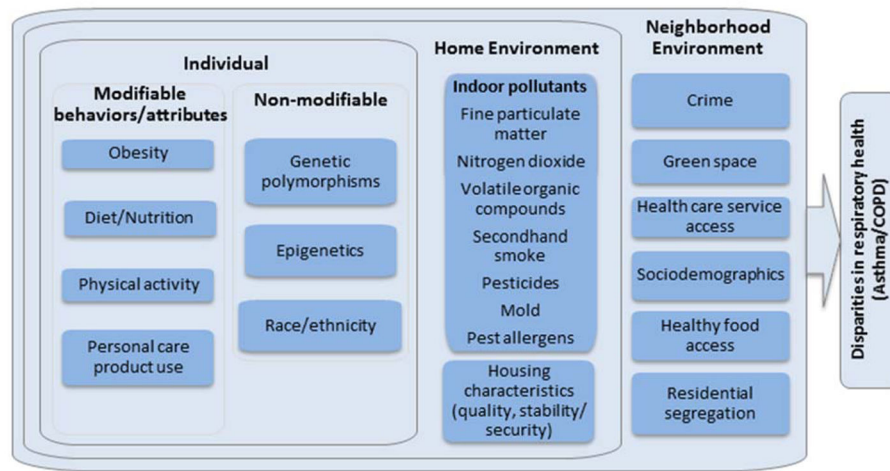 Individual
Modifiable
behaviors/attributes
Obesity
Diet/Nutrition
Physical activity
Personal care
product use
Non-modifiable
Genetic
polymorphisms
Epigenetics
Race/ethnicity
Home Environment
Indoor pollutants
Fine particulate
matter
Nitrogen dioxide
Volatile organic
compounds
Secondhand
smoke
Pesticides
Mold
Pest allergens
Housing
characteristics
(quality, stability/
security)
Neighborhood
Environment
Crime
Green space
Health care service
access
Sociodemographics
Healthy food
access
Residential
segregation
Disparities in respiratory health
(Asthma/COPD)